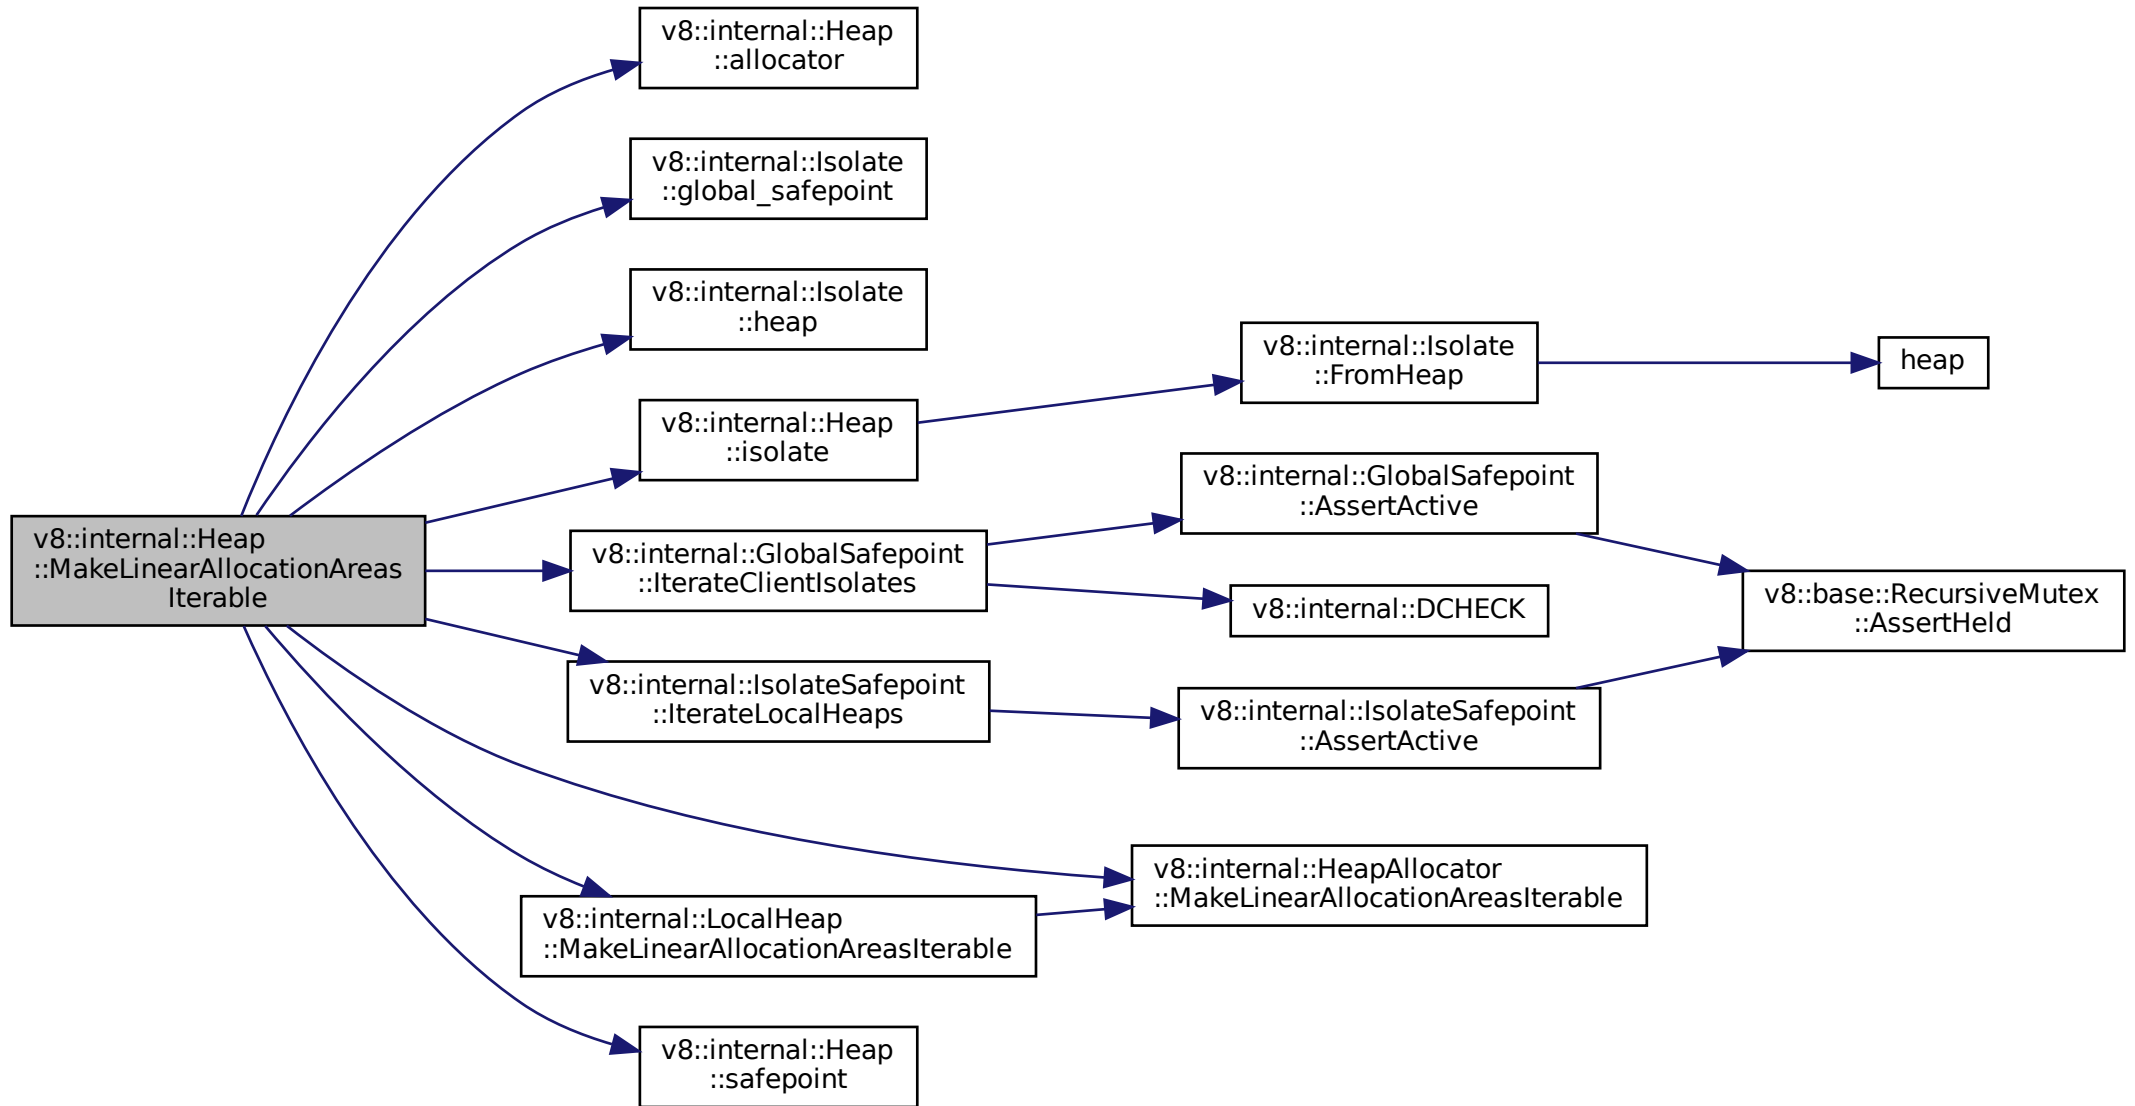 v8::internal::Heap
::allocator
v8::internal::Isolate
::global_safepoint
v8::internal::Isolate
::heap
v8::internal::Heap
::isolate
v8::internal::Isolate
::FromHeap
heap
v8::internal::Heap
::MakeLinearAllocationAreas
Iterable
v8::internal::GlobalSafepoint
::IterateClientIsolates
v8::internal::GlobalSafepoint
::AssertActive
v8::internal::DCHECK
v8::base::RecursiveMutex
::AssertHeld
v8::internal::IsolateSafepoint
::IterateLocalHeaps
v8::internal::IsolateSafepoint
::AssertActive
v8::internal::HeapAllocator
::MakeLinearAllocationAreasIterable
v8::internal::LocalHeap
::MakeLinearAllocationAreasIterable
v8::internal::Heap
::safepoint